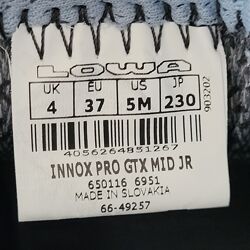 LOWA
UK EU US JP
4 37 5M 230
903202
4056264851267
INNOX PRO GTX MID JR
650116 6951
MADE IN SLOVAKIA
66-49257